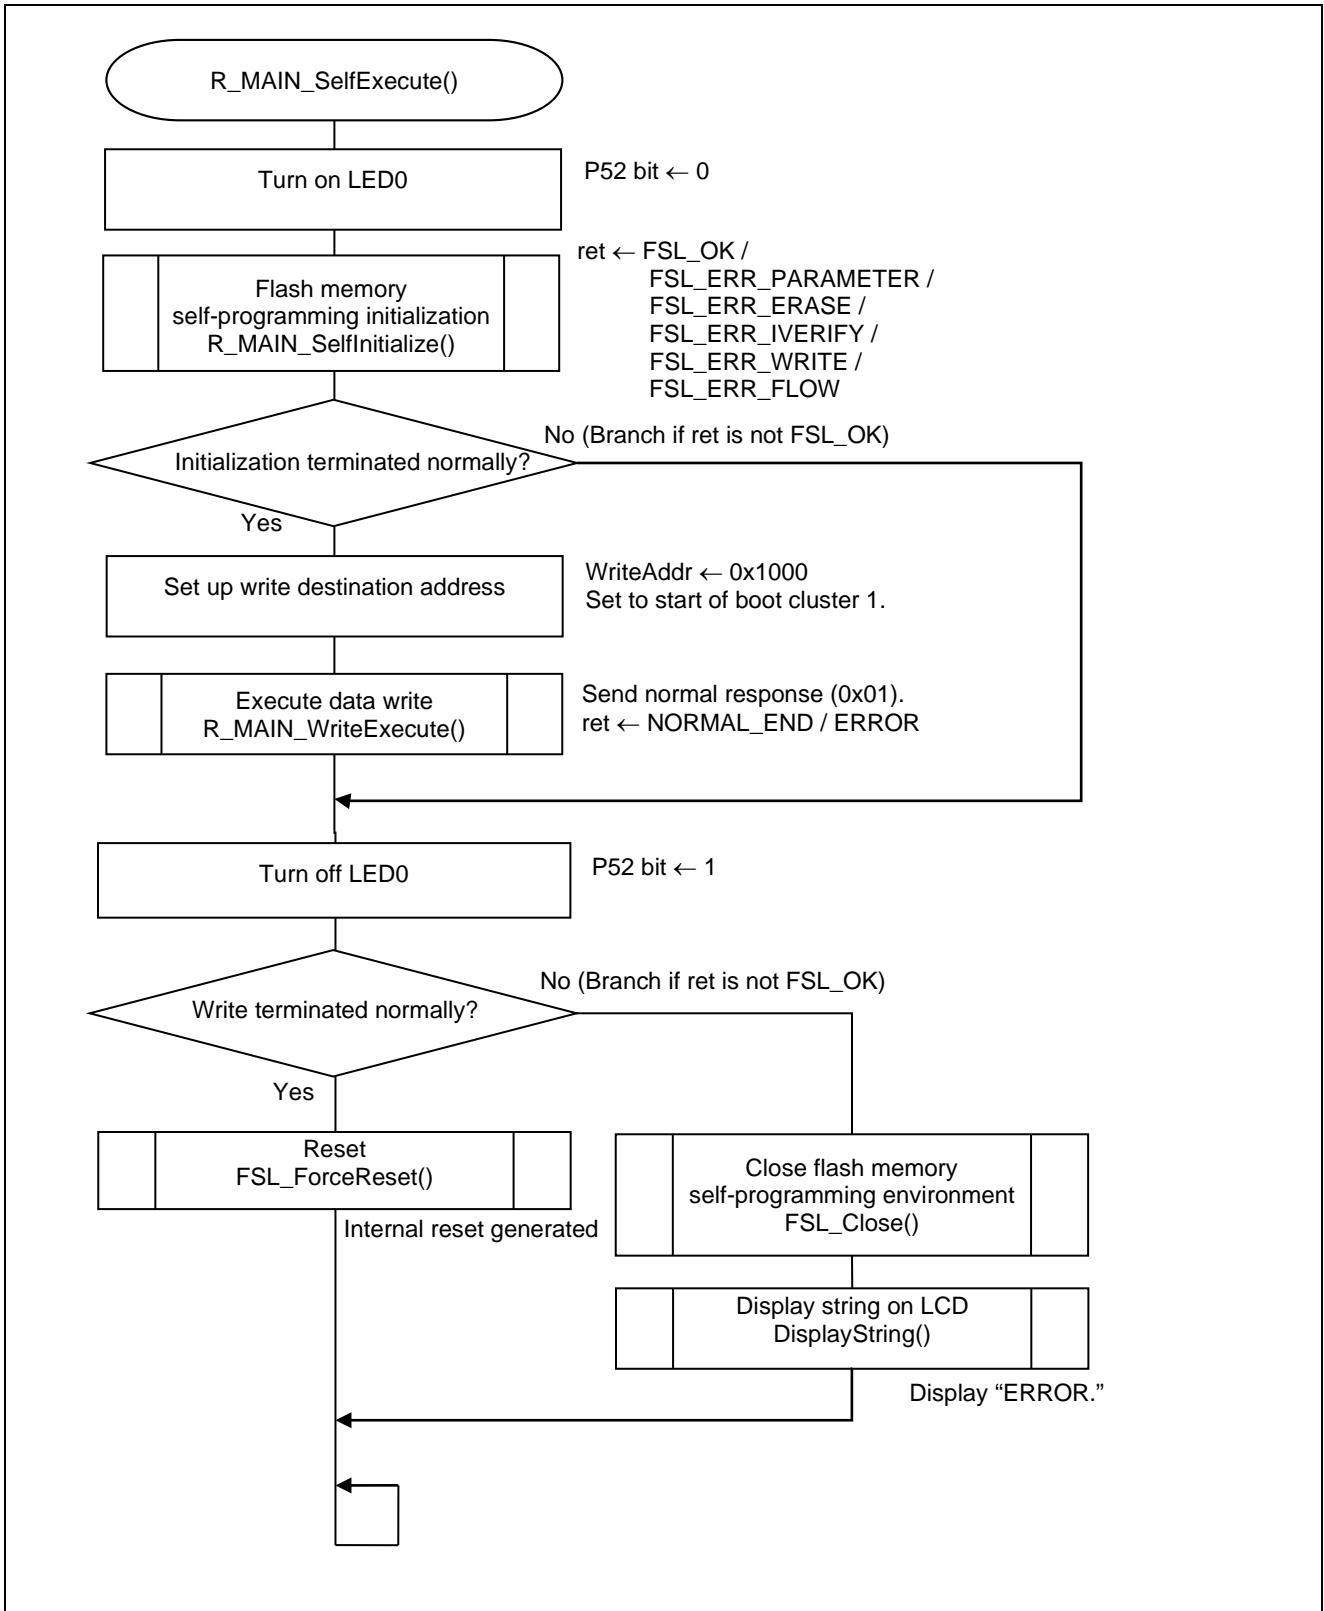 R_MAIN_SelfExecute()
Turn on LED0
P52 bit ← 0
Flash memory
self-programming initialization
R_MAIN_SelfInitialize()
ret ← FSL_OK /
FSL_ERR_PARAMETER /
FSL_ERR_ERASE /
FSL_ERR_IVERIFY /
FSL_ERR_WRITE /
FSL_ERR_FLOW
Initialization terminated normally?
No (Branch if ret is not FSL_OK)
Yes
Set up write destination address
WriteAddr ← 0x1000
Set to start of boot cluster 1.
Execute data write
R_MAIN_WriteExecute()
Send normal response (0x01).
ret ← NORMAL_END / ERROR
Turn off LED0
P52 bit ← 1
Write terminated normally?
No (Branch if ret is not FSL_OK)
Yes
Reset
FSL_ForceReset()
Internal reset generated
Close flash memory
self-programming environment
FSL_Close()
Display string on LCD
DisplayString()
Display “ERROR.”